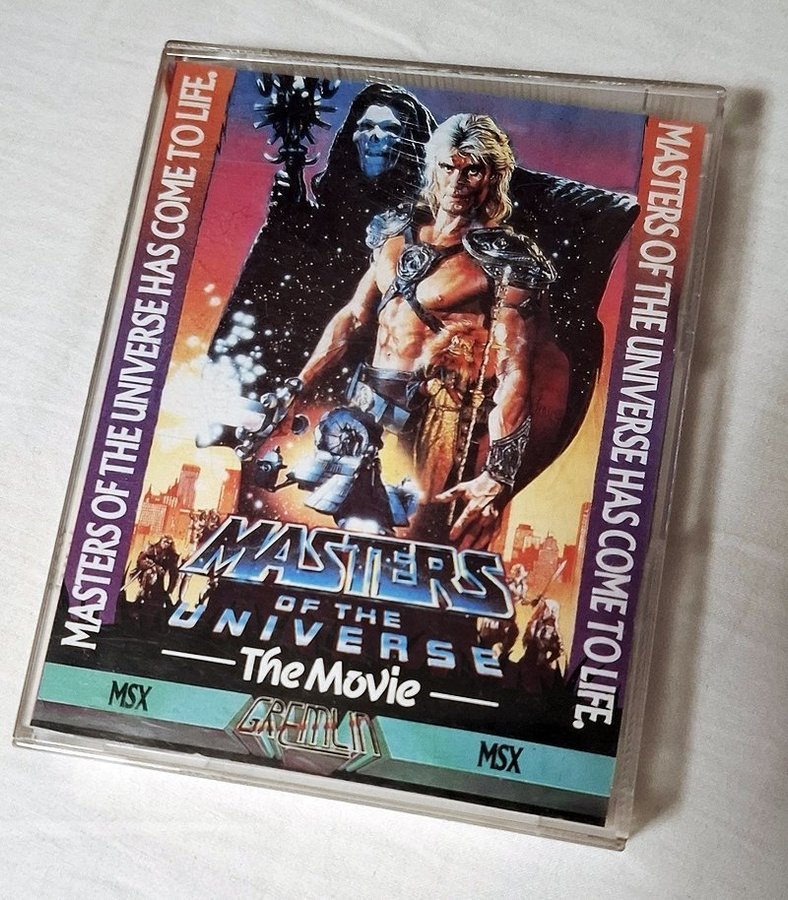 MASTERS OF THE UNIVERSE HAS COME TO LIFE.
MASTERS OF THE UNIVERSE HAS COME TO LIFE.
MASTERS
OF THE
UNIVERSE
The Movie
MSX
GREMLIN
MSX